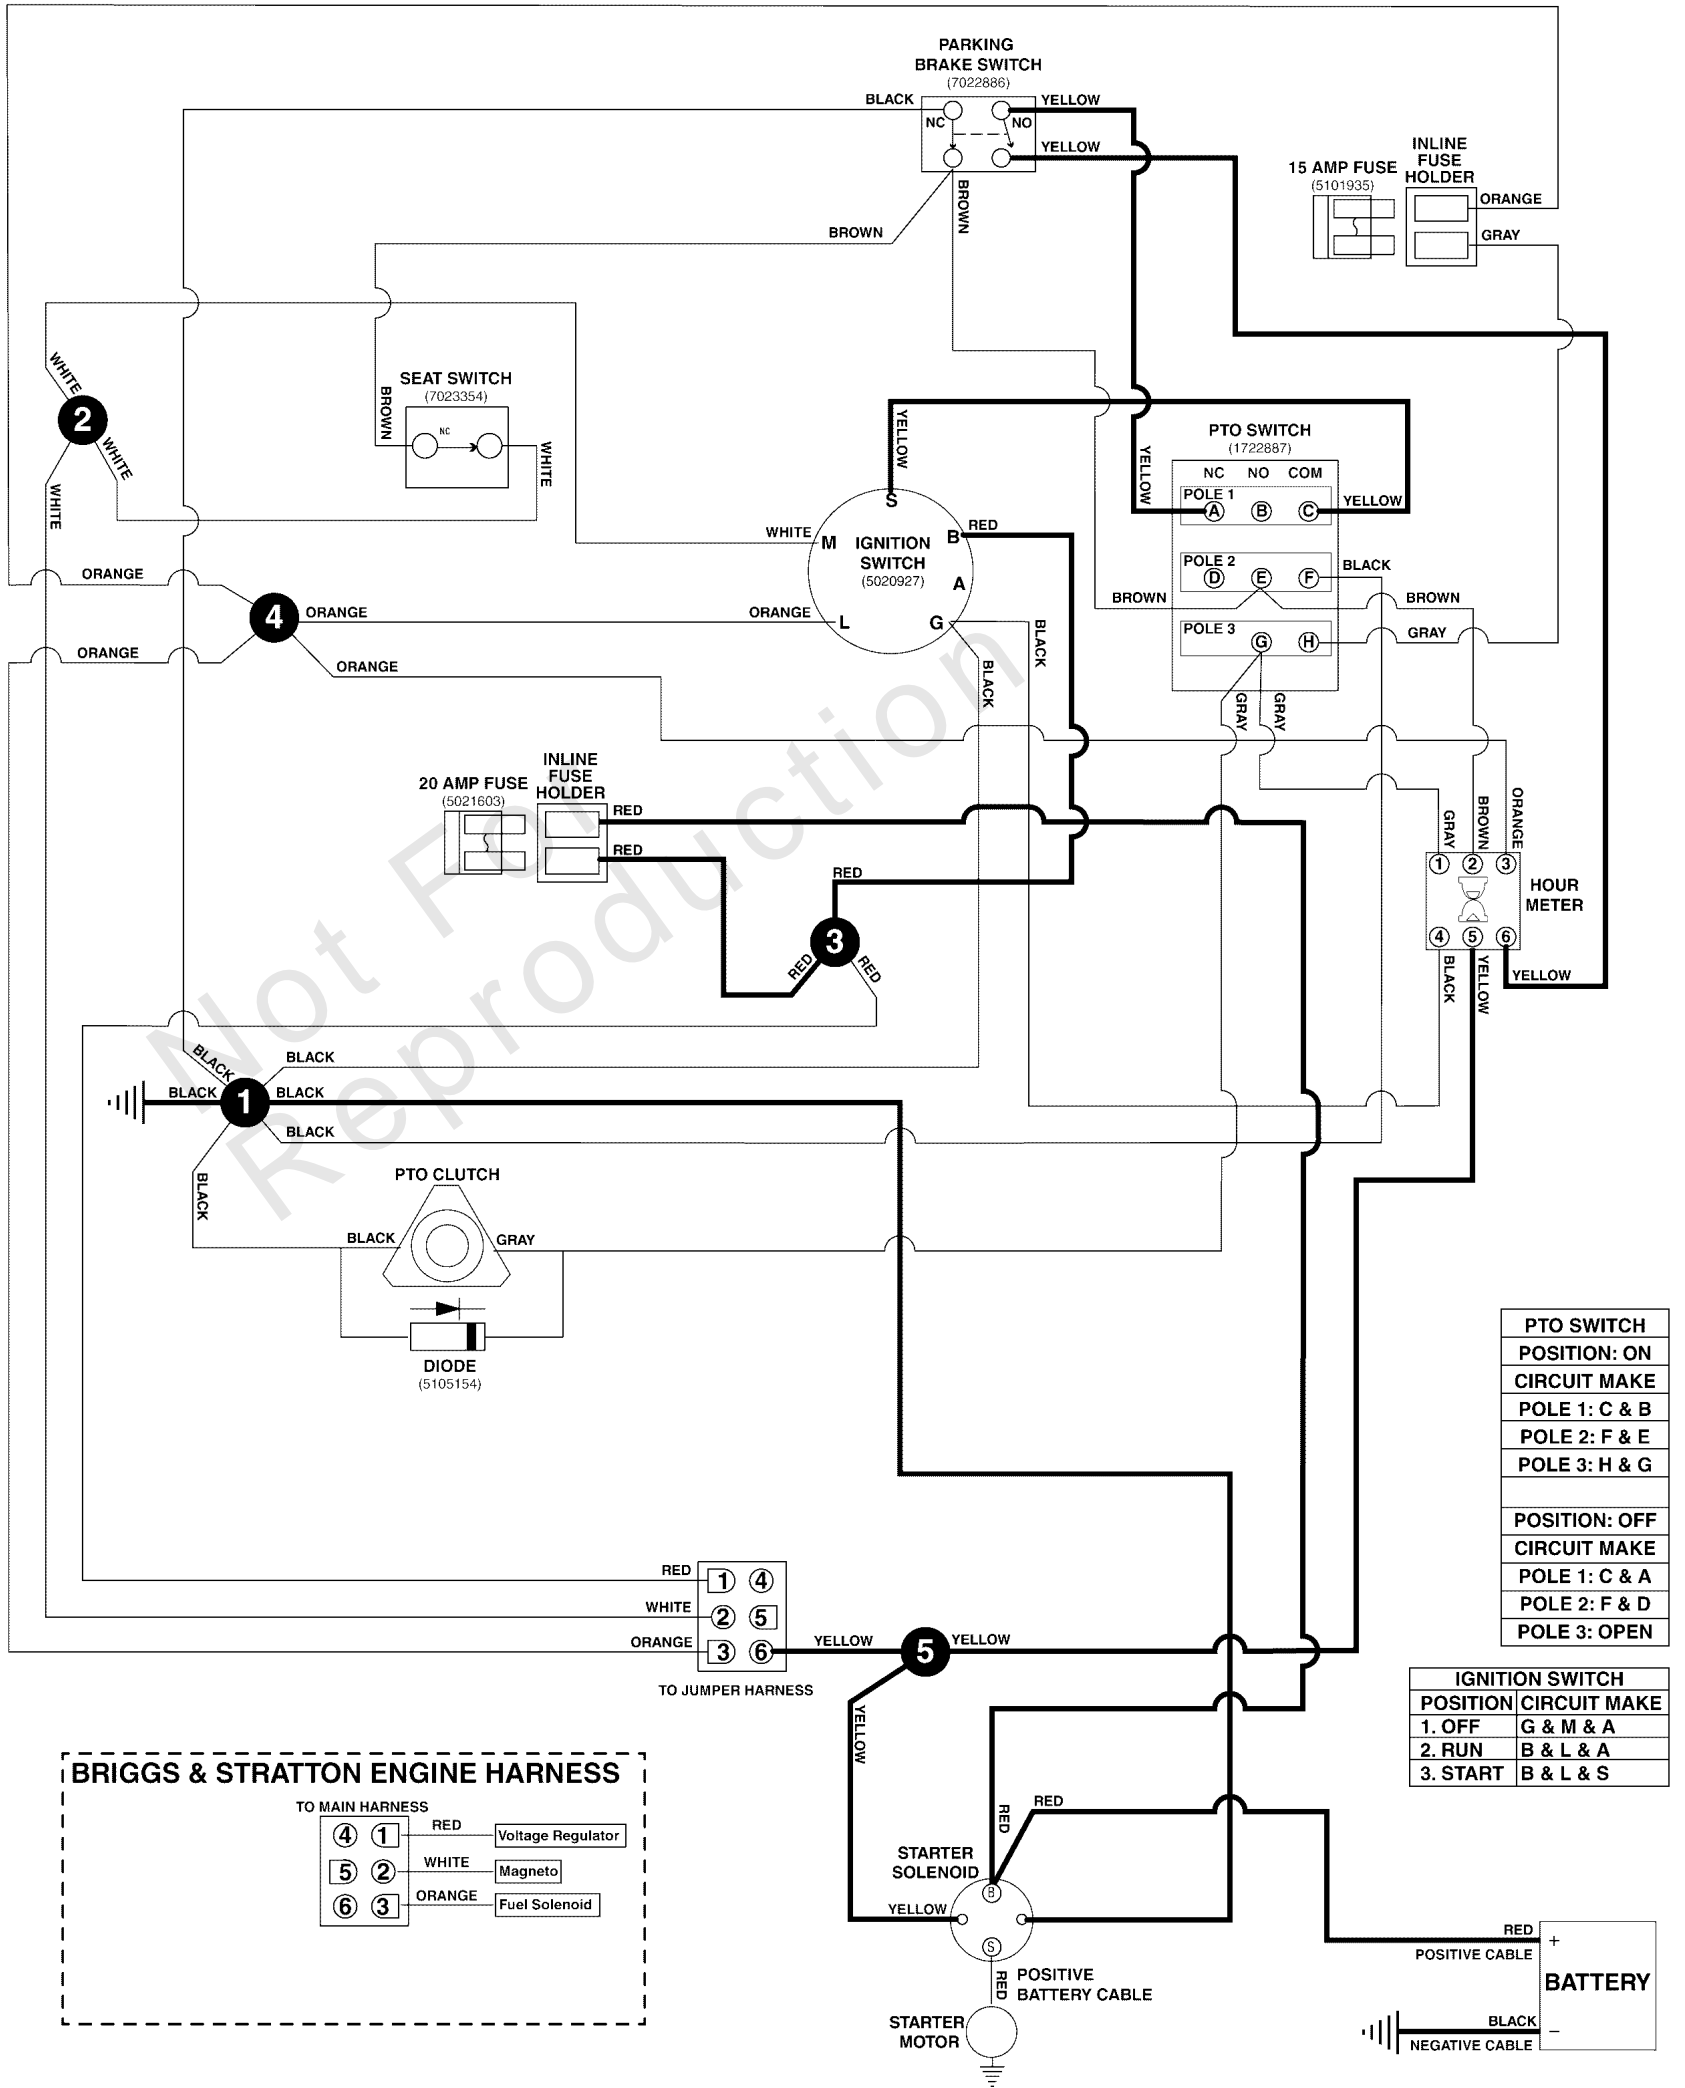 PARKING
BRAKE SWITCH
(7022886)
BLACK
YELLOW
NC
NO
YELLOW
BROWN
BROWN
15 AMP FUSE
(5101935)
INLINE
FUSE
HOLDER
ORANGE
GRAY
WHITE
2
WHITE
WHITE
SEAT SWITCH
(7023354)
BROWN
NC
WHITE
YELLOW
S
WHITE
M
IGNITION
SWITCH
(5020927)
B
RED
A
L
G
BLACK
BLACK
YELLOW
PTO SWITCH
(1722887)
NC NO COM
POLE 1
A B C
YELLOW
POLE 2
D E F
BLACK
BROWN
BROWN
POLE 3
G H
GRAY
GRAY
GRAY
ORANGE
4
ORANGE
ORANGE
ORANGE
ORANGE
Not For
Reproduction
20 AMP FUSE
(5021603)
INLINE
FUSE
HOLDER
RED
RED
RED
3
RED
RED
GRAY
BROWN
ORANGE
1 2 3
HOUR
METER
4 5 6
BLACK
YELLOW
YELLOW
BLACK
BLACK
BLACK
1
BLACK
BLACK
BLACK
PTO CLUTCH
BLACK
GRAY
DIODE
(5105154)
PTO SWITCH
POSITION: ON
CIRCUIT MAKE
POLE 1: C & B
POLE 2: F & E
POLE 3: H & G
POSITION: OFF
CIRCUIT MAKE
POLE 1: C & A
POLE 2: F & D
POLE 3: OPEN
IGNITION SWITCH
POSITION CIRCUIT MAKE
1. OFF G & M & A
2. RUN B & L & A
3. START B & L & S
RED
1 4
WHITE
2 5
ORANGE
3 6
YELLOW
5
YELLOW
TO JUMPER HARNESS
YELLOW
BRIGGS & STRATTON ENGINE HARNESS
TO MAIN HARNESS
4 1
RED
Voltage Regulator
5 2
WHITE
Magneto
6 3
ORANGE
Fuel Solenoid
RED
RED
STARTER
SOLENOID
B
YELLOW
S
RED
POSITIVE
BATTERY CABLE
STARTER
MOTOR
RED
+
POSITIVE CABLE
BATTERY
BLACK
–
NEGATIVE CABLE